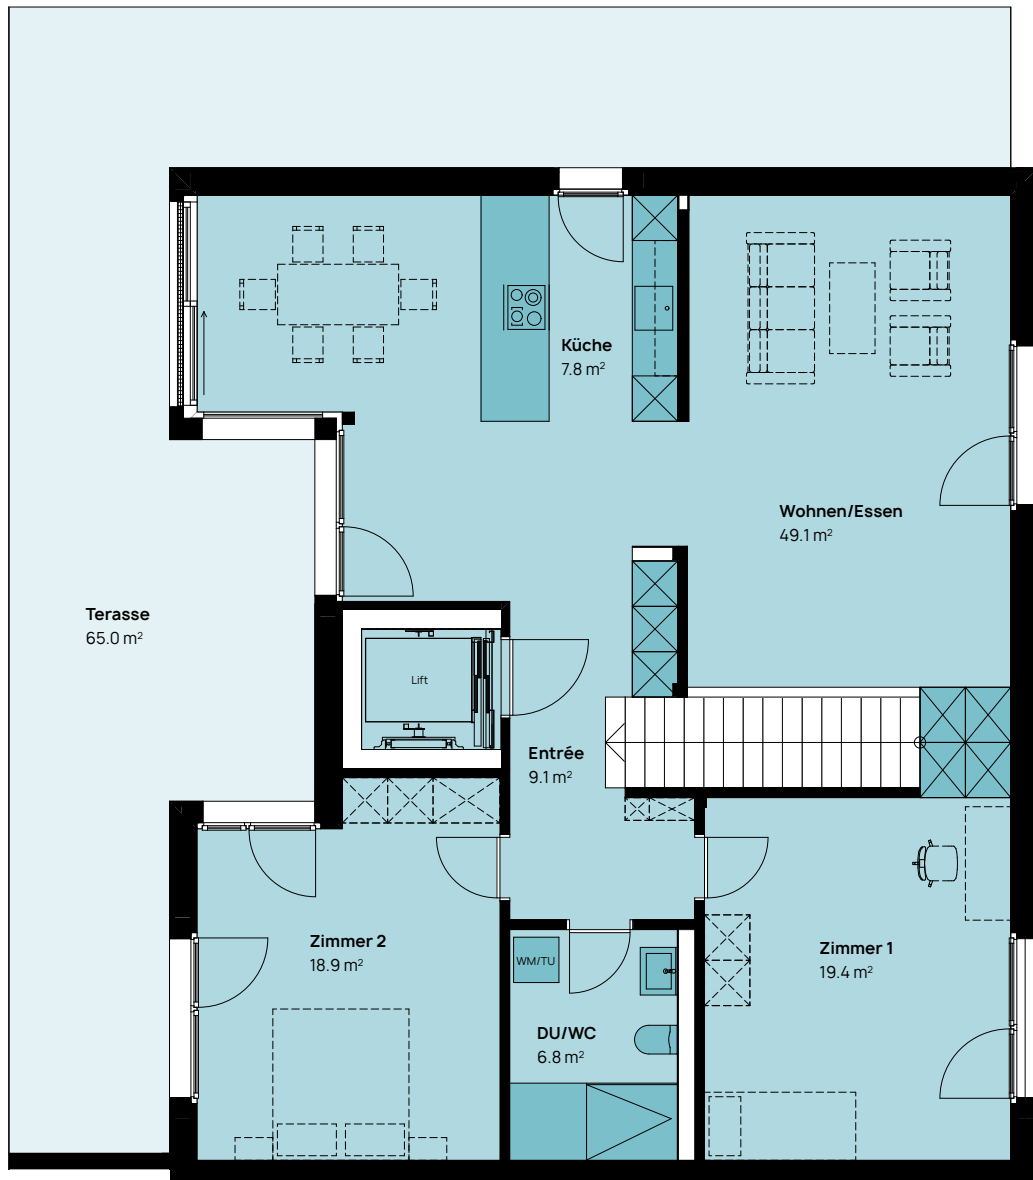 Küche
7.8 m²
Wohnen/Essen
49.1 m²
Terasse
65.0 m²
Lift
Entrée
9.1 m²
Zimmer 2
18.9 m²
WM/TU
Zimmer 1
19.4 m²
DU/WC
6.8 m²